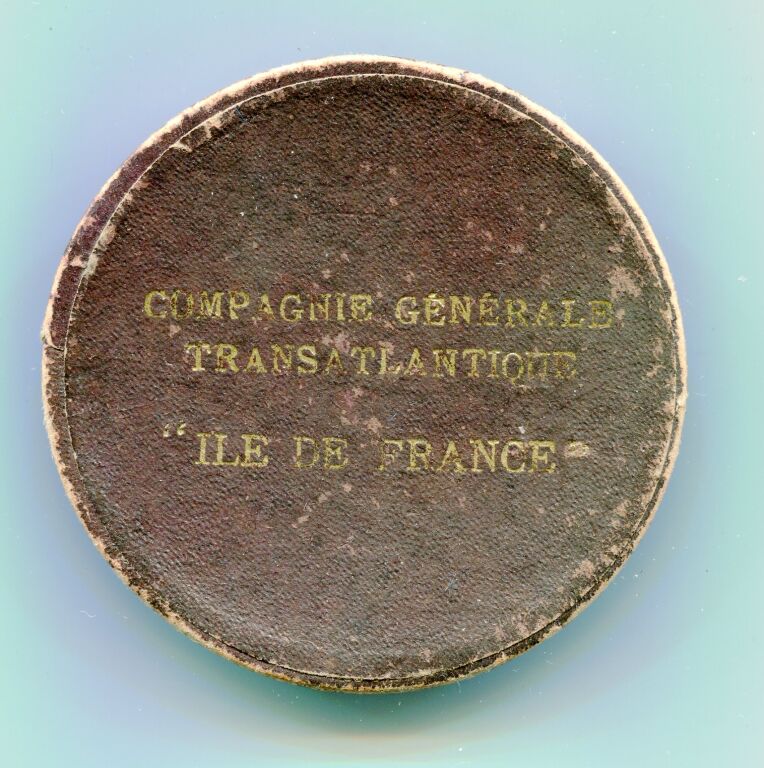 COMPAGNIE GÉNÉRALE
TRANSATLANTIQUE
"ILE DE FRANCE"